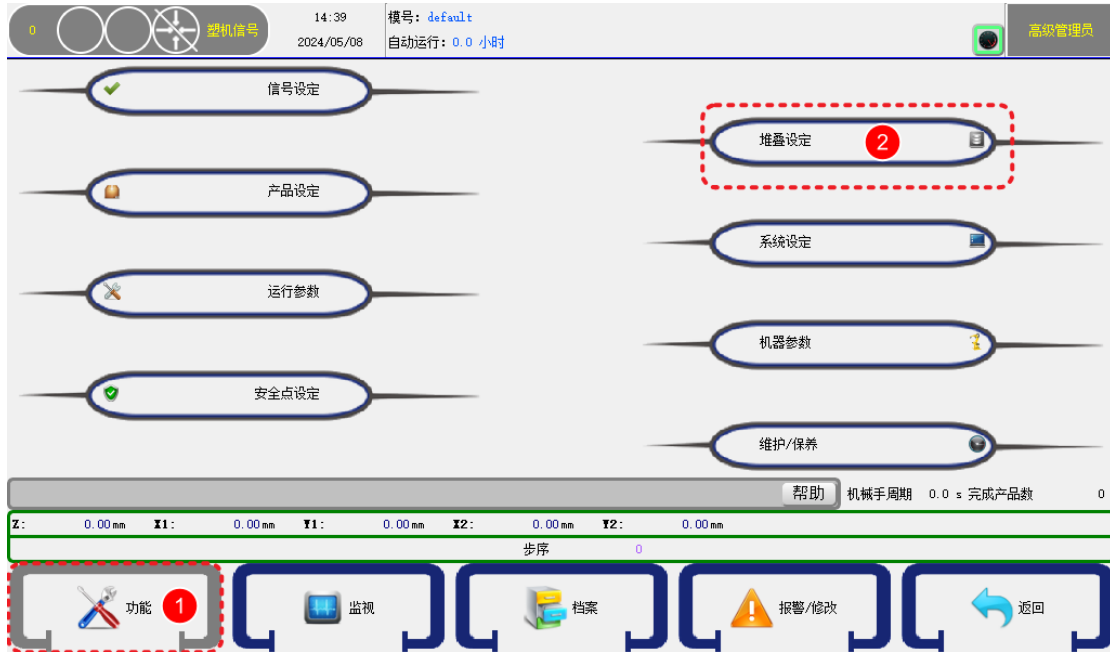 0 塑机信号 14:39 模号: default 高级管理员
2024/05/08 自动运行: 0.0 小时
信号设定
堆叠设定 2
产品设定
系统设定
运行参数
机器参数
安全点设定
维护/保养
帮助 机械手周期 0.0 s 完成产品数 0
Z: 0.00mm X1: 0.00mm Y1: 0.00mm X2: 0.00mm Y2: 0.00mm
步序 0
功能 1 监视 档案 报警/修改 返回